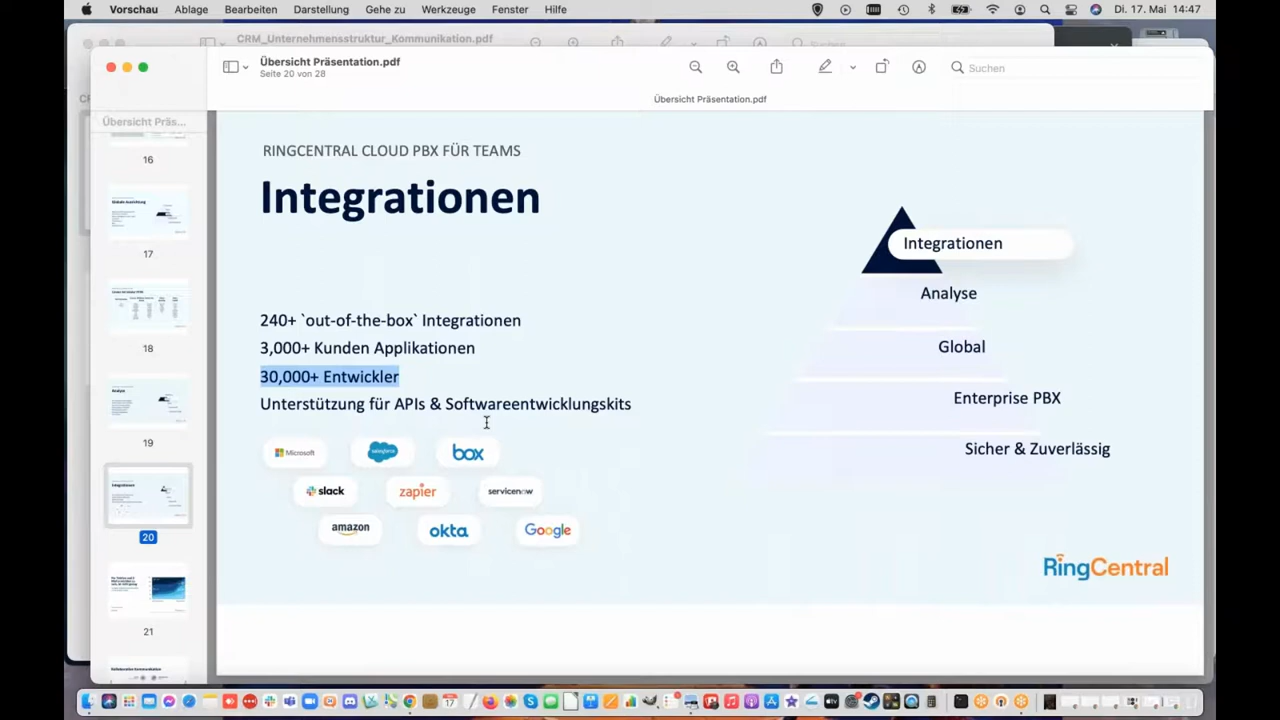 Vorschau Ablage Bearbeiten Darstellung Gehe zu Werkzeuge Fenster Hilfe Di. 17. Mai 14:47
CRM_Unternehmensstruktur_Kommunikation.pdf
Suchen
Übersicht Präsentation.pdf
Seite 20 von 28
Suchen
Übersicht Präs...
Übersicht Präsentation.pdf
16
17
18
19
20
21
RINGCENTRAL CLOUD PBX FÜR TEAMS
Integrationen
240+ `out-of-the-box` Integrationen
3,000+ Kunden Applikationen
30,000+ Entwickler
Unterstützung für APIs & Softwareentwicklungskits
Microsoft salesforce box
slack zapier servicenow
amazon okta Google
Integrationen
Analyse
Global
Enterprise PBX
Sicher & Zuverlässig
RingCentral